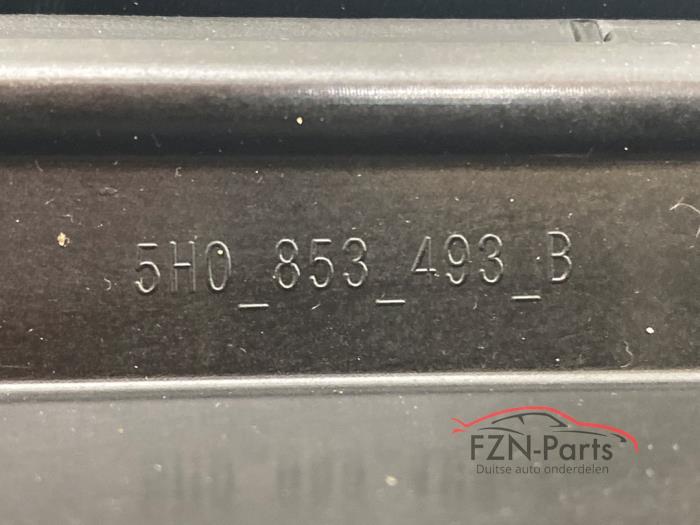 5H0_853_493_B
FZN-Parts
Duitse auto onderdelen